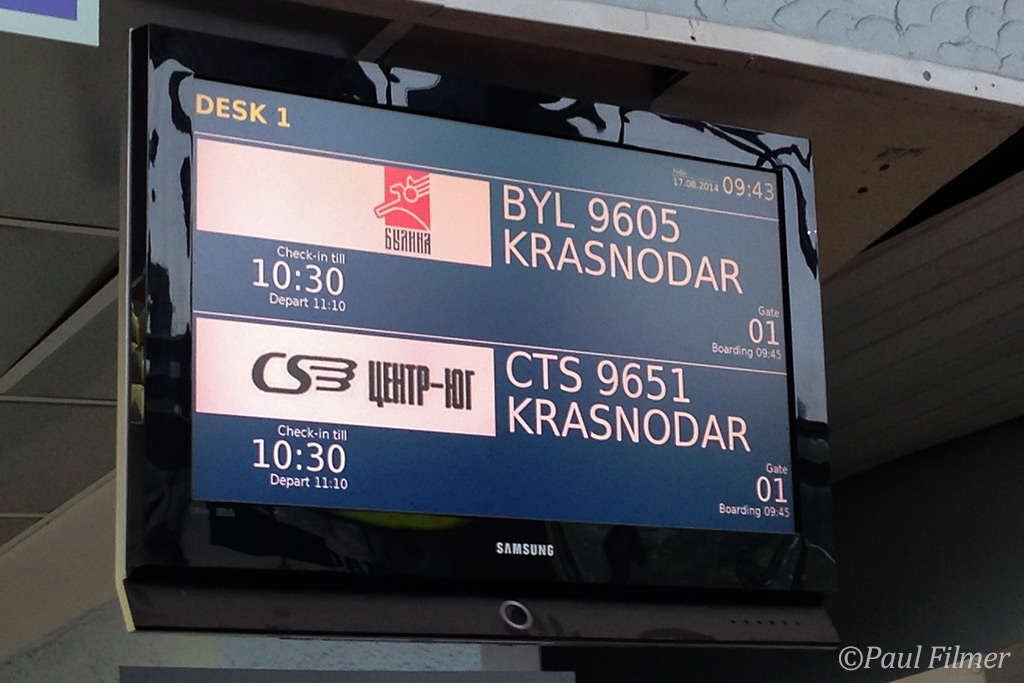 DESK 1
17.08.2014 09:43
БЫЛИНА
BYL 9605
KRASNODAR
Check-in till
10:30
Depart 11:10
Gate
01
Boarding 09:45
CS ЦЕНТР-ЮГ
CTS 9651
KRASNODAR
Check-in till
10:30
Depart 11:10
Gate
01
Boarding 09:45
SAMSUNG
©Paul Filmer